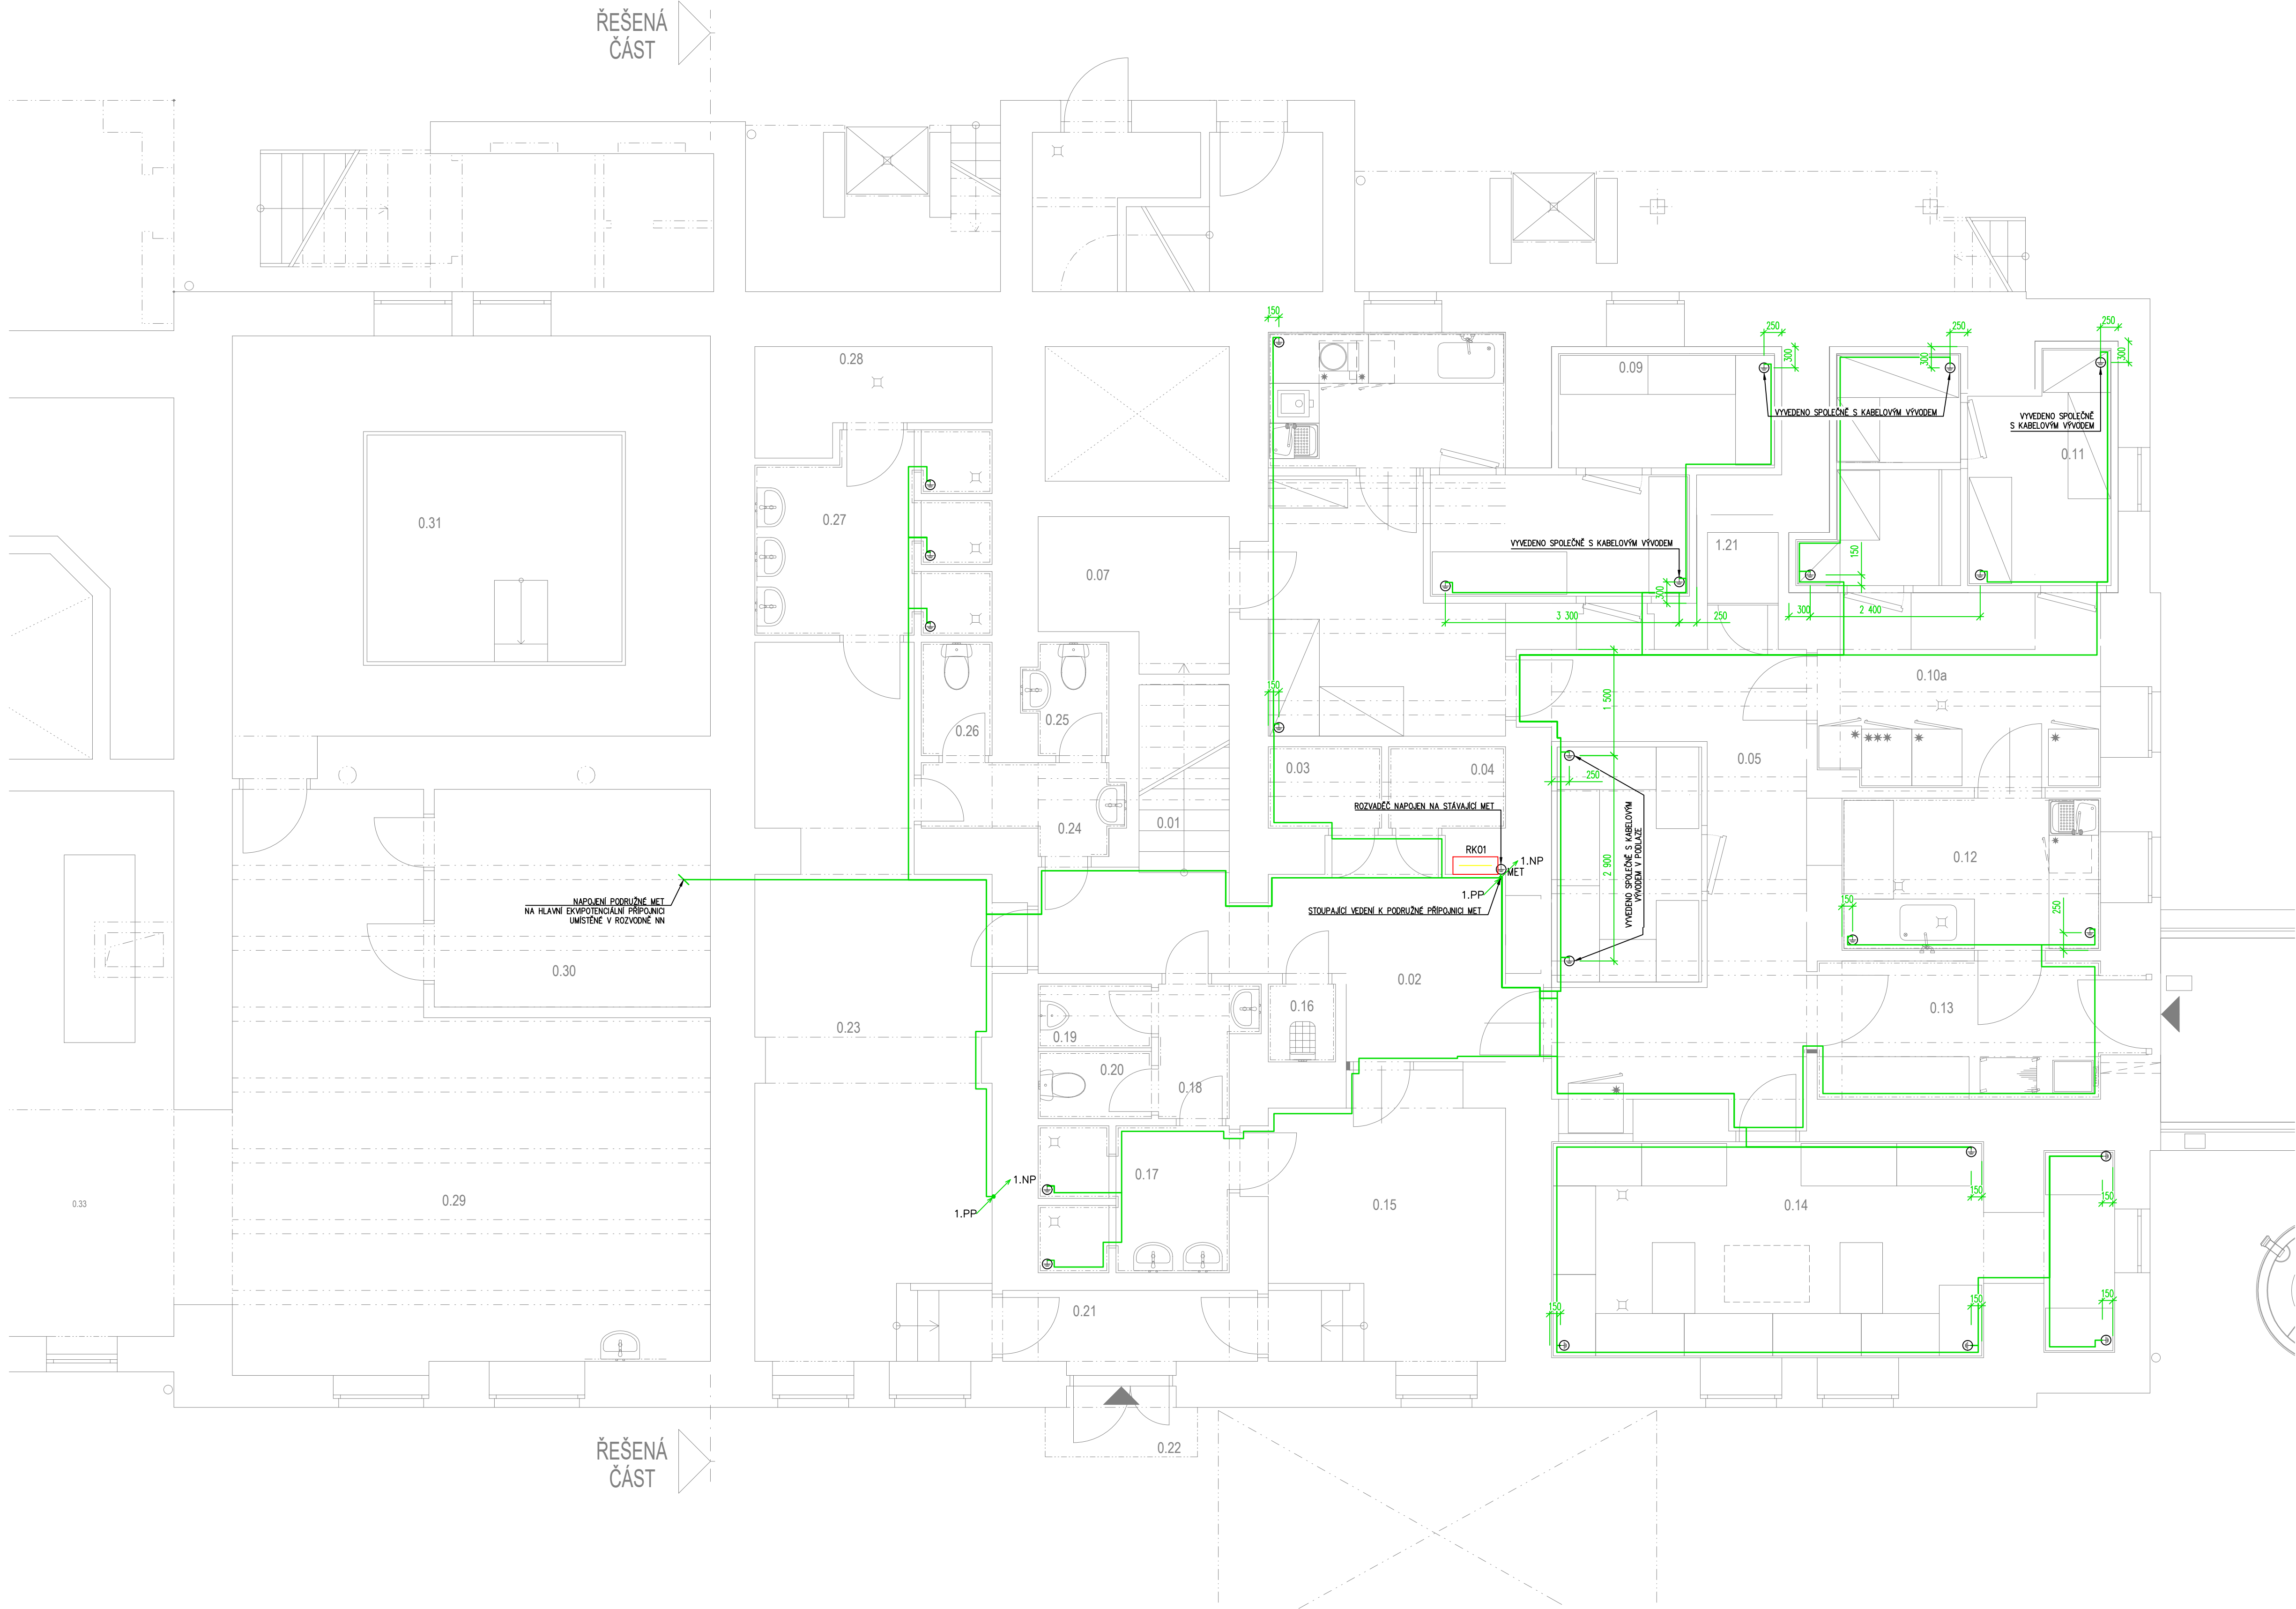 ŘEŠENÁ
ČÁST
150
250
250
250
300
300
300
0.28
0.09
VYVEDENO SPOLEČNĚ S KABELOVÝM VÝVODEM
VYVEDENO SPOLEČNĚ
S KABELOVÝM VÝVODEM
0.11
0.31
0.27
VYVEDENO SPOLEČNĚ S KABELOVÝM VÝVODEM
1.21
150
0.07
300
3 300
250
300
2 400
0.10a
150
1 500
0.26
0.25
0.05
0.03
0.04
250
ROZVADĚČ NAPOJEN NA STÁVAJÍCÍ MET
0.01
0.24
RK01
1.NP
MET
2 900
VYVEDENO SPOLEČNĚ S KABELOVÝM
VÝVODEM V PODLAZE
0.12
1.PP
NAPOJENÍ PODRUŽNÉ MET
NA HLAVNÍ EKVIPOTENCIÁLNÍ PŘÍPOJNICI
UMÍSTĚNÉ V ROZVODNĚ NN
STOUPAJÍCÍ VEDENÍ K PODRUŽNÉ PŘÍPOJNICI MET
150
250
0.30
0.02
0.16
0.13
0.23
0.19
0.20
0.18
0.17
1.NP
1.PP
0.33
0.29
0.15
0.14
150
150
150
150
150
0.21
0.22
ŘEŠENÁ
ČÁST